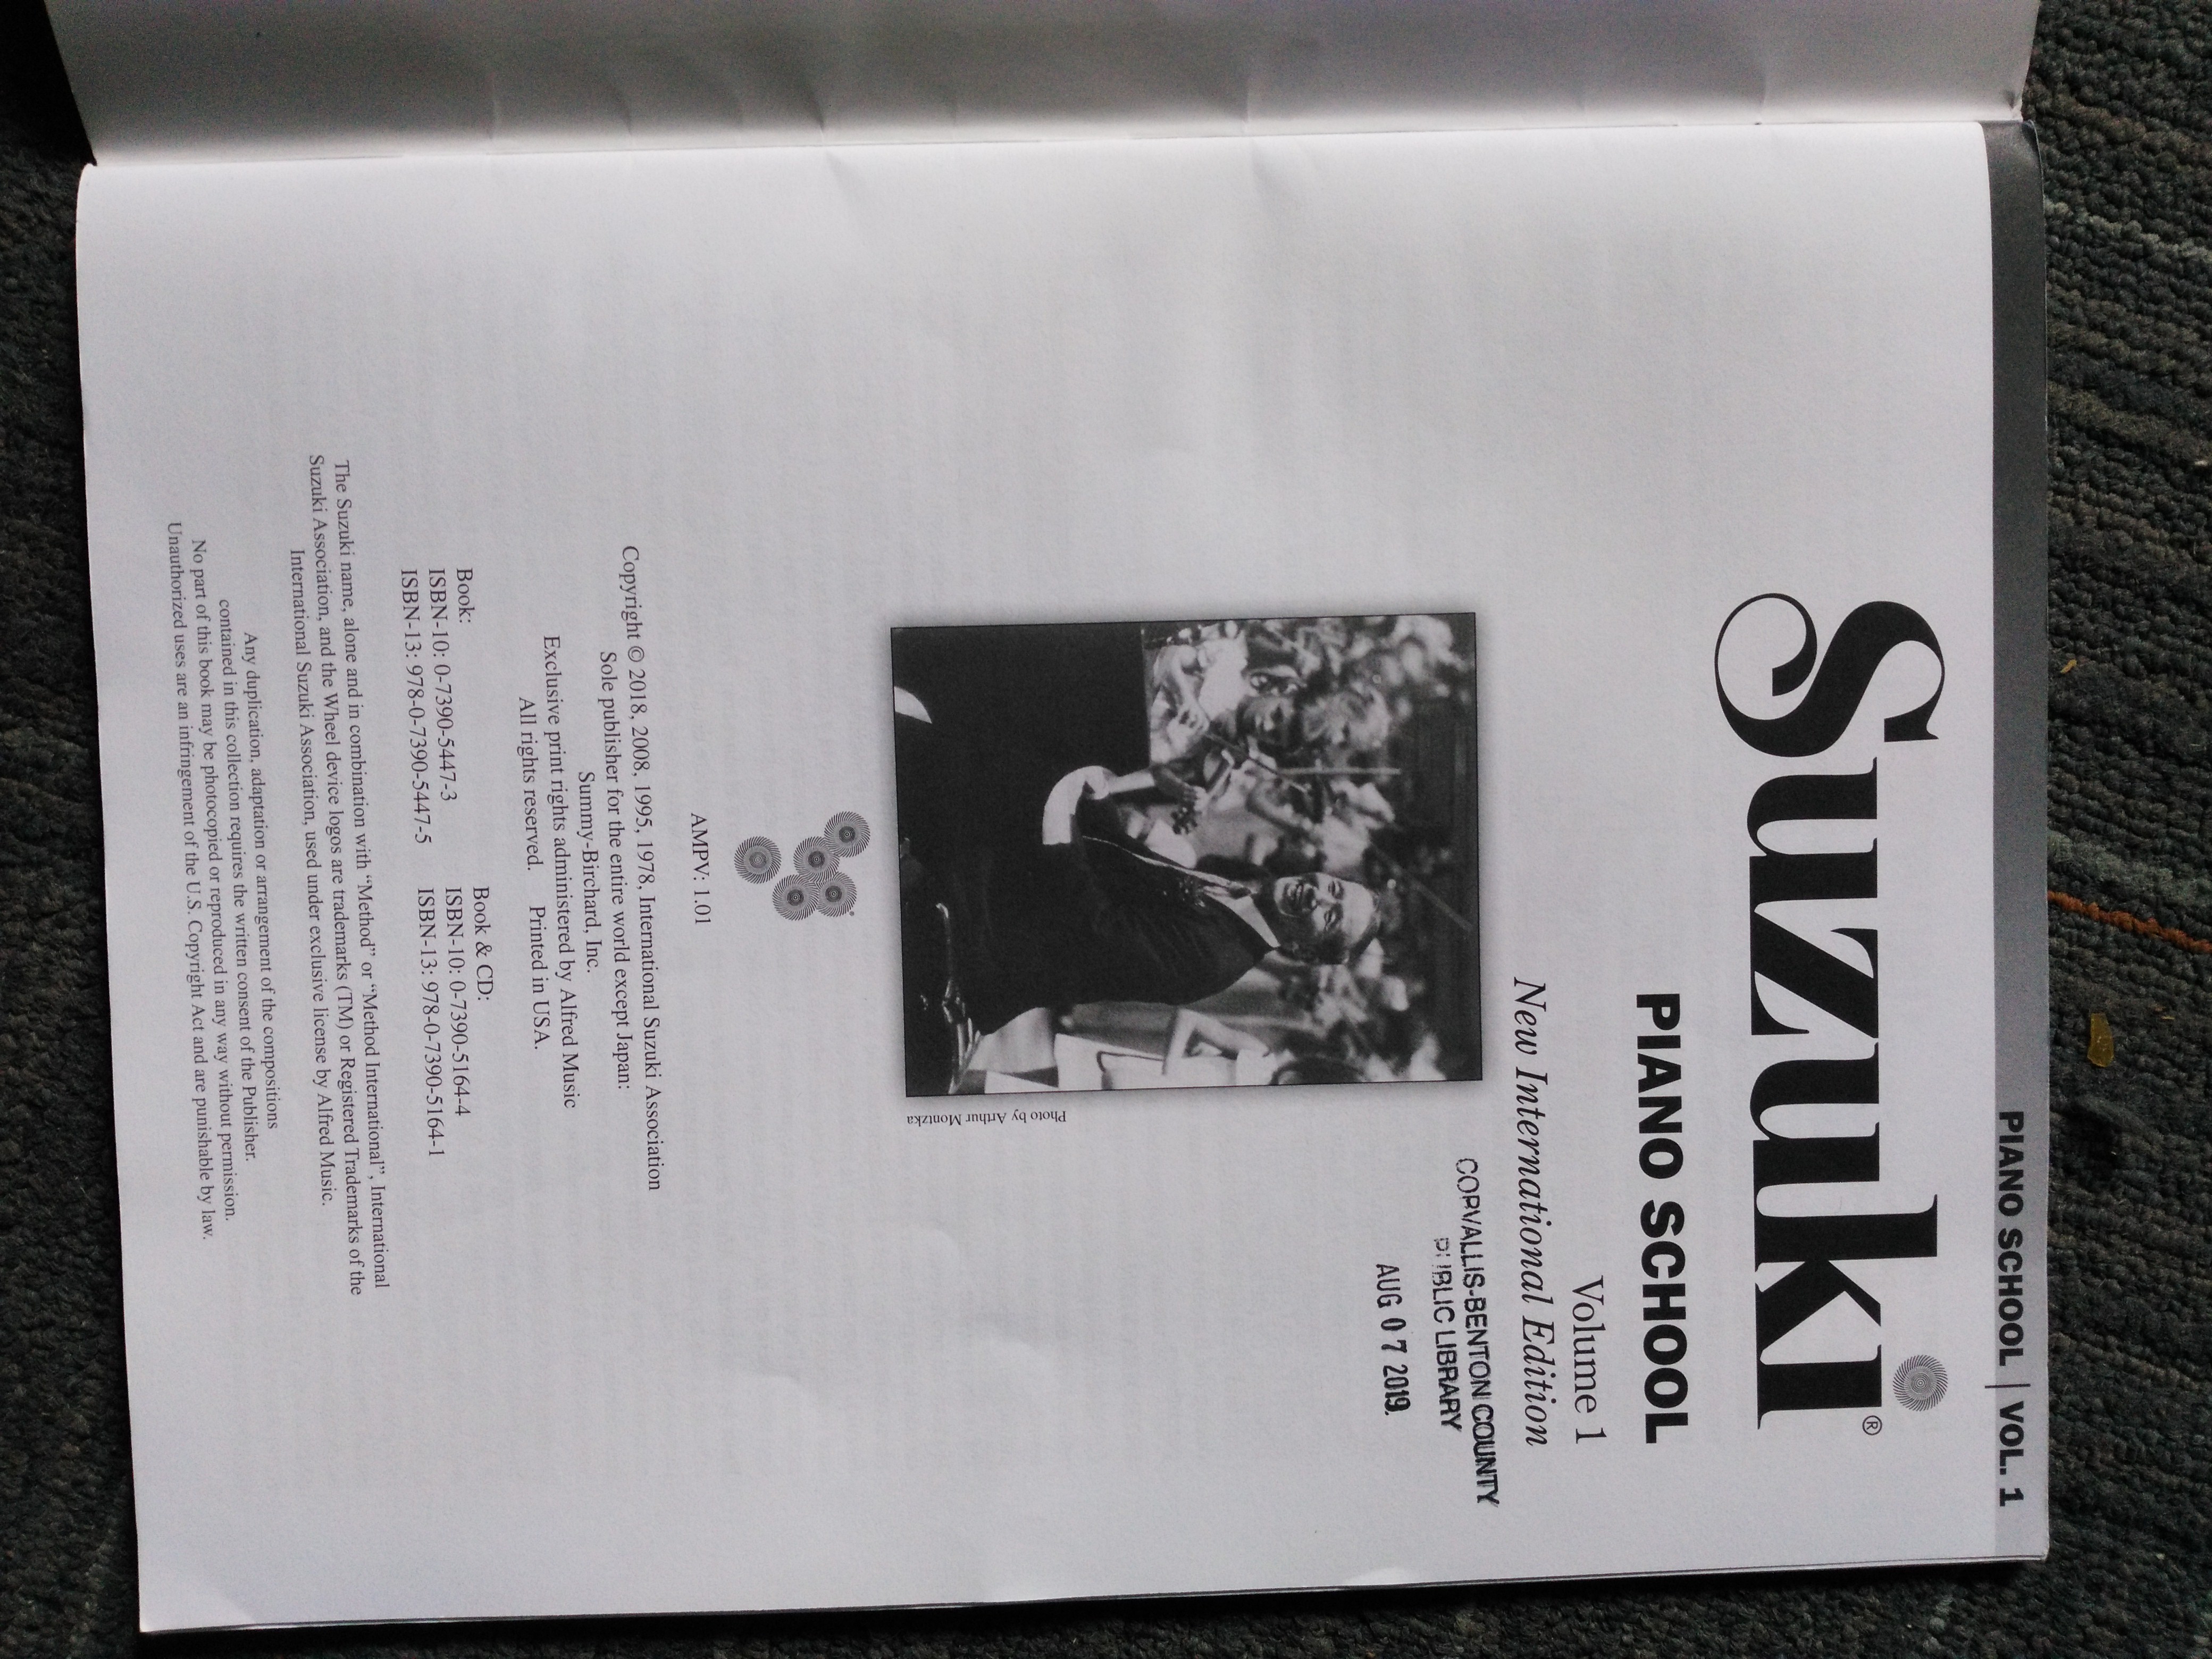 PIANO SCHOOL | VOL. 1
Suzuki®
PIANO SCHOOL
Volume 1
New International Edition
CORVALLIS-BENTON COUNTY
PUBLIC LIBRARY
AUG 07 2019
Photo by Arthur Montzka
AMPV: 1.01
Copyright © 2018, 2008, 1995, 1978, International Suzuki Association
Sole publisher for the entire world except Japan:
Summy-Birchard, Inc.
Exclusive print rights administered by Alfred Music
All rights reserved. Printed in USA.
Book:
ISBN-10: 0-7390-5447-3
ISBN-13: 978-0-7390-5447-5
Book & CD:
ISBN-10: 0-7390-5164-4
ISBN-13: 978-0-7390-5164-1
The Suzuki name, alone and in combination with “Method” or “Method International”, International
Suzuki Association, and the Wheel device logos are trademarks (TM) or Registered Trademarks of the
International Suzuki Association, used under exclusive license by Alfred Music.
Any duplication, adaptation or arrangement of the compositions
contained in this collection requires the written consent of the Publisher.
No part of this book may be photocopied or reproduced in any way without permission.
Unauthorized uses are an infringement of the U.S. Copyright Act and are punishable by law.